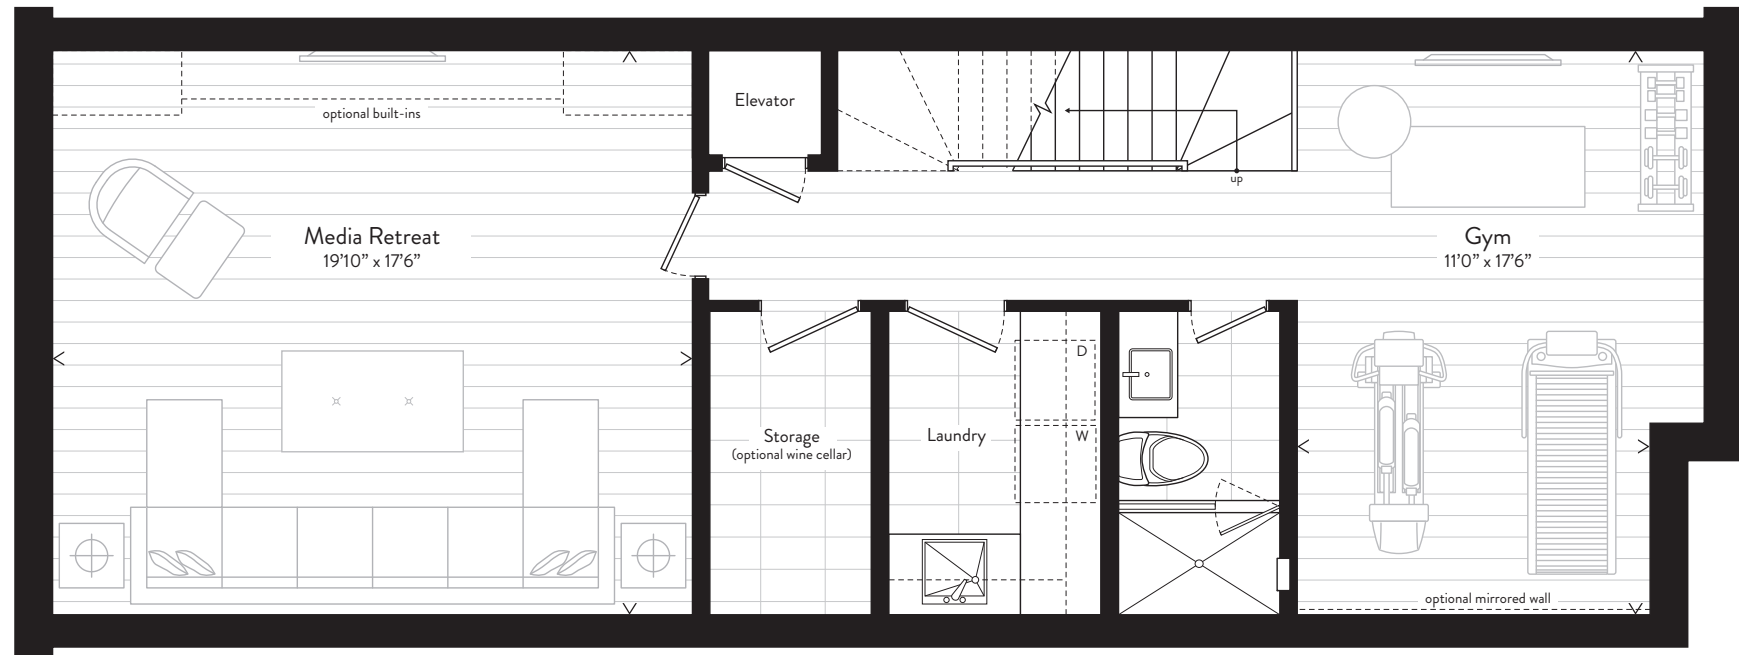 optional built-ins
Elevator
up
Media Retreat
19'10” x 17'6”
Gym
11'0” x 17'6”
D
W
Storage
(optional wine cellar)
Laundry
optional mirrored wall